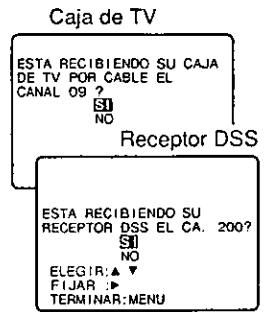 Caja de TV
ESTA RECIBIENDO SU CAJA
DE TV POR CABLE EL
CANAL 09 ?
SI
NO
Receptor DSS
ESTA RECIBIENDO SU
RECEPTOR DSS EL CA. 200?
SI
NO
ELEGIR:▲ ▼
FIJAR :►
TERMINAR:MENU